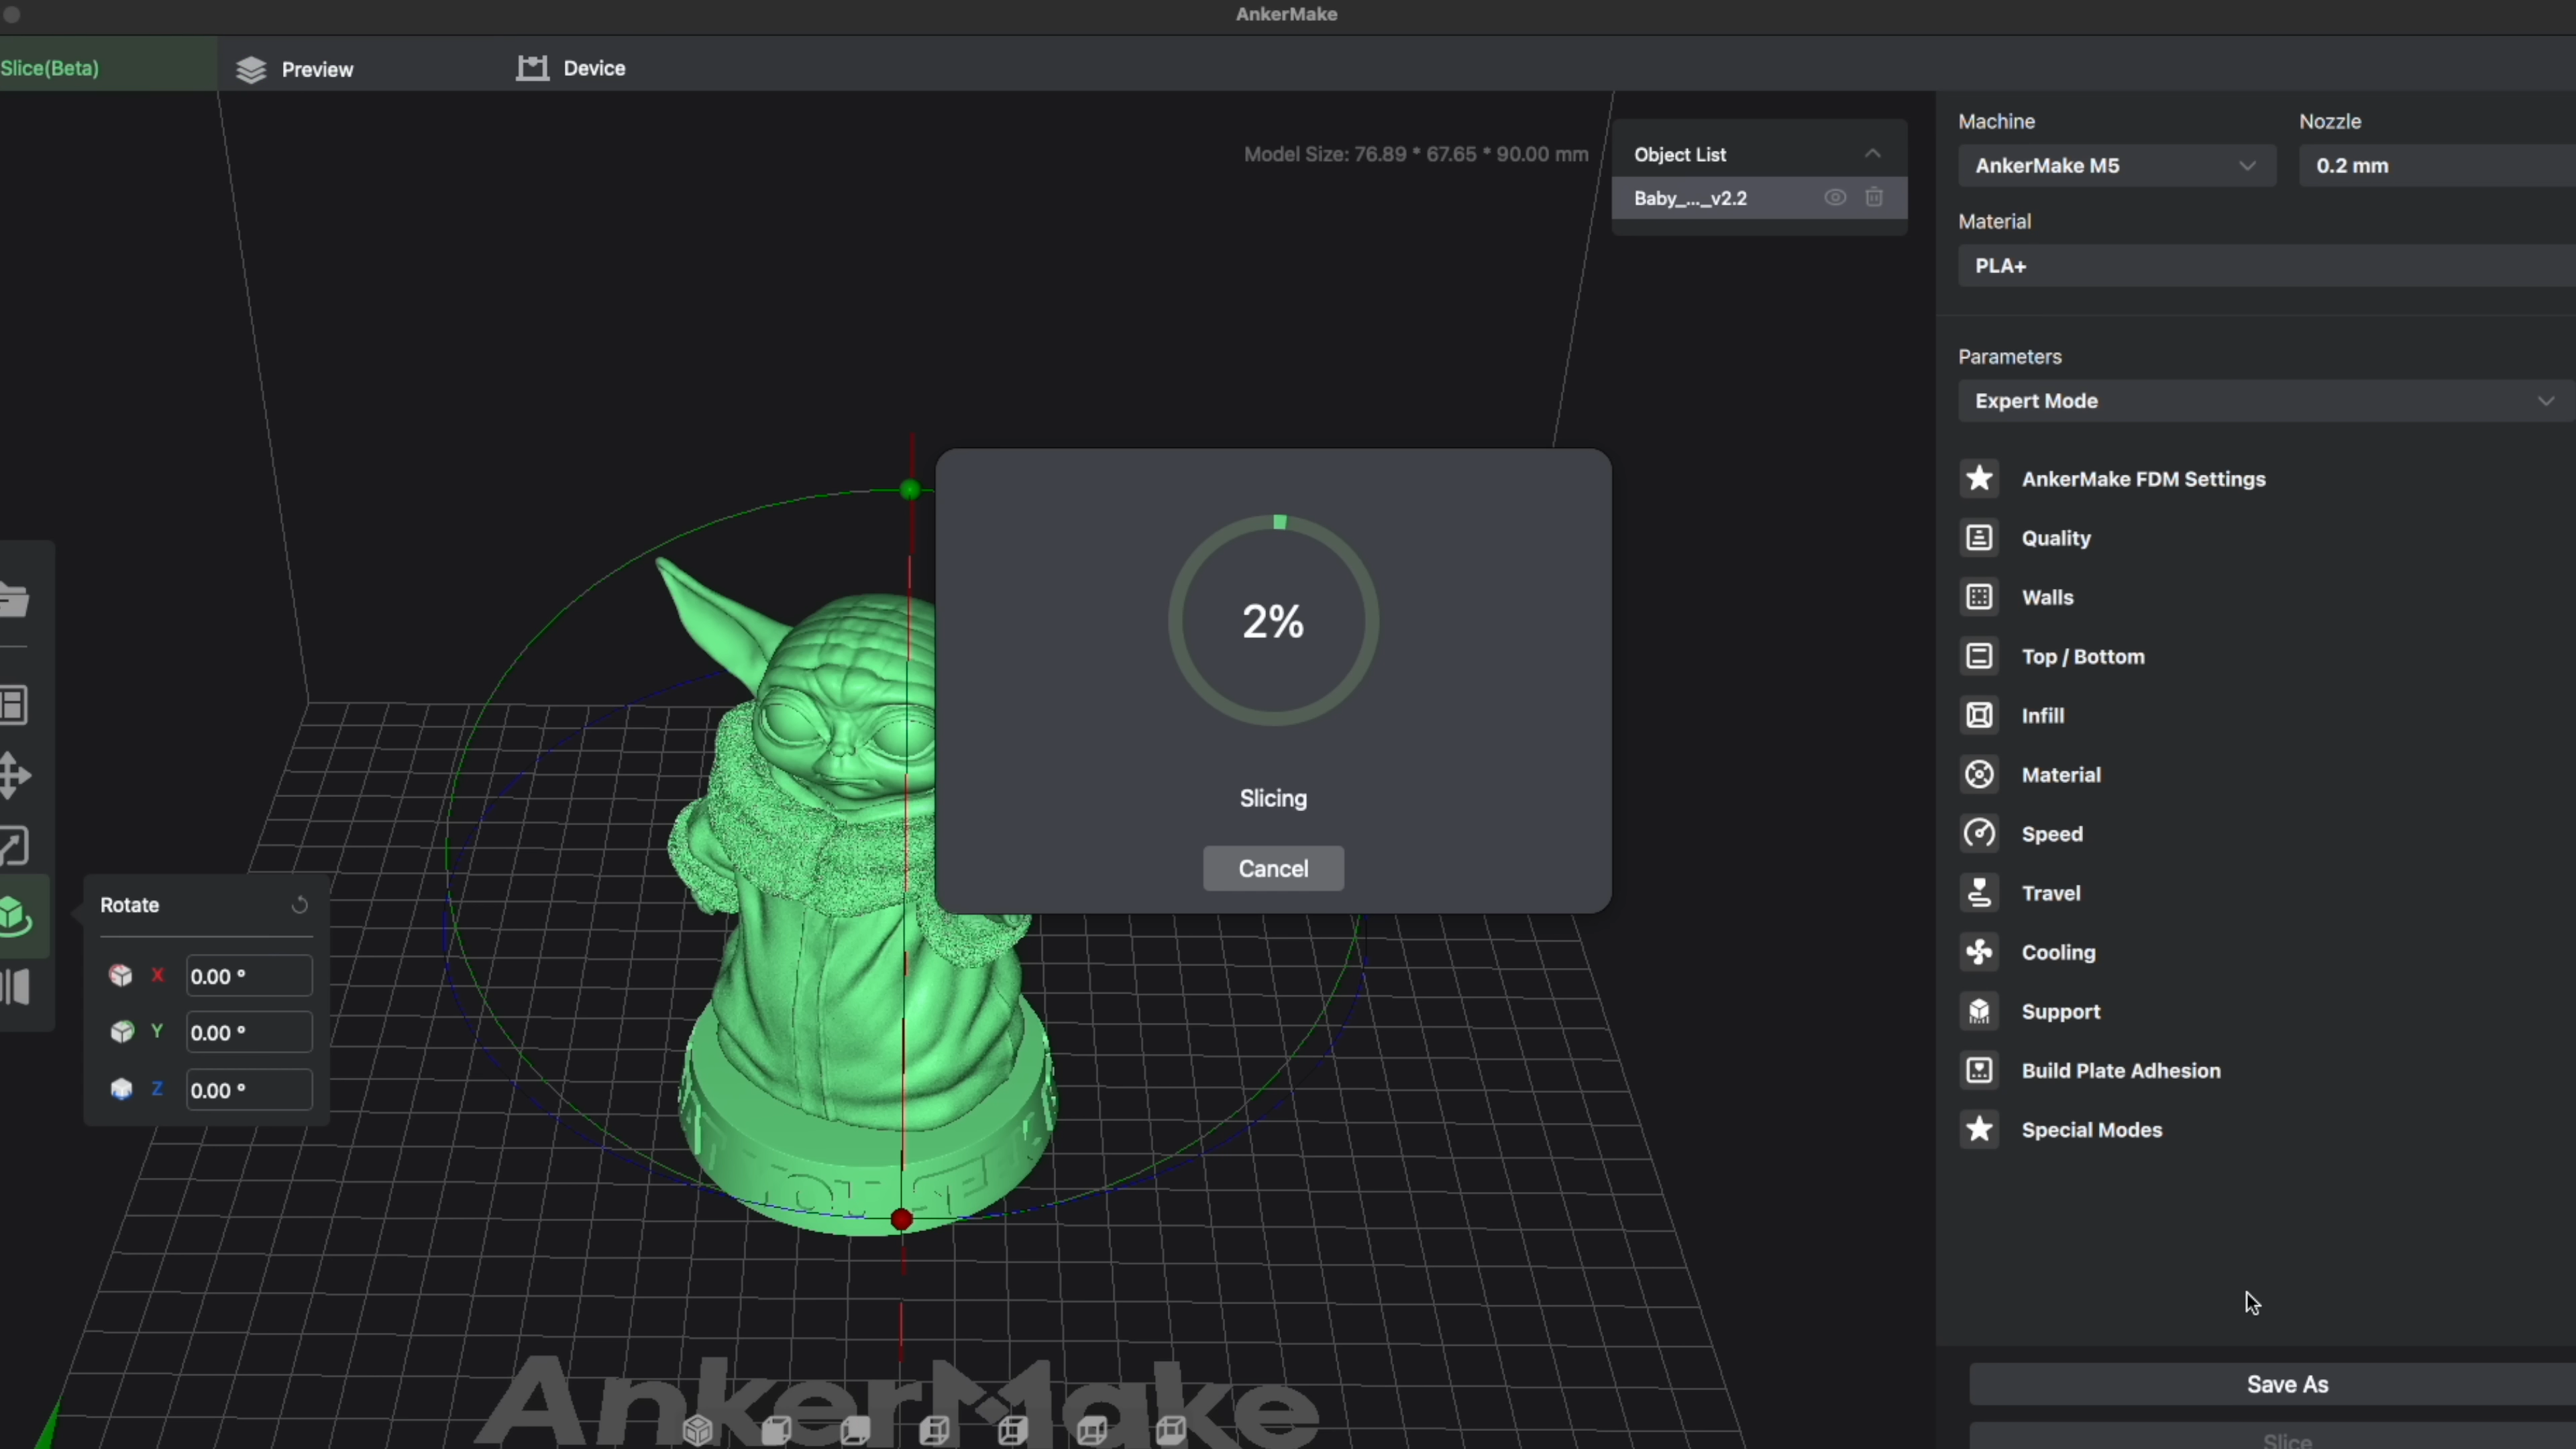 AnkerMake
Slice(Beta)
Preview
Device
Model Size: 76.89 * 67.65 * 90.00 mm
Object List
Baby_..._v2.2
Machine
Nozzle
AnkerMake M5
0.2 mm
Material
PLA+
Parameters
Expert Mode
AnkerMake FDM Settings
Quality
Walls
Top / Bottom
Infill
Material
Speed
Travel
Cooling
Support
Build Plate Adhesion
Special Modes
2%
Slicing
Cancel
Rotate
X 0.00 °
Y 0.00 °
Z 0.00 °
AnkerMake
Save As
Slice